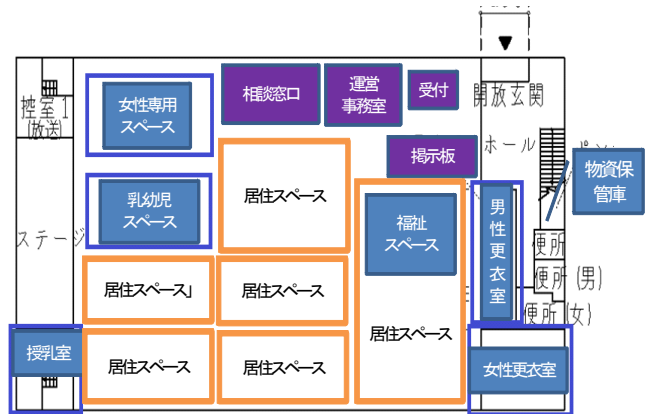 控室1
(放送)
女性専用
スペース
相談窓口
運営
事務室
受付
開放玄関
掲示板
ホール
物資保
管庫
居住スペース
乳幼児
スペース
福祉
スペース
男性更衣室
ステージ
便所
便所(男)
便所(女)
居住スペース」
居住スペース
居住スペース
授乳室
居住スペース
居住スペース
女性更衣室